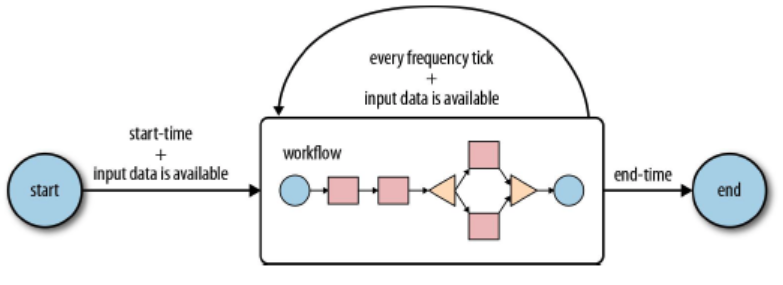 every frequency tick
+
input data is available
start-time
+
input data is available
workflow
start
end-time
end